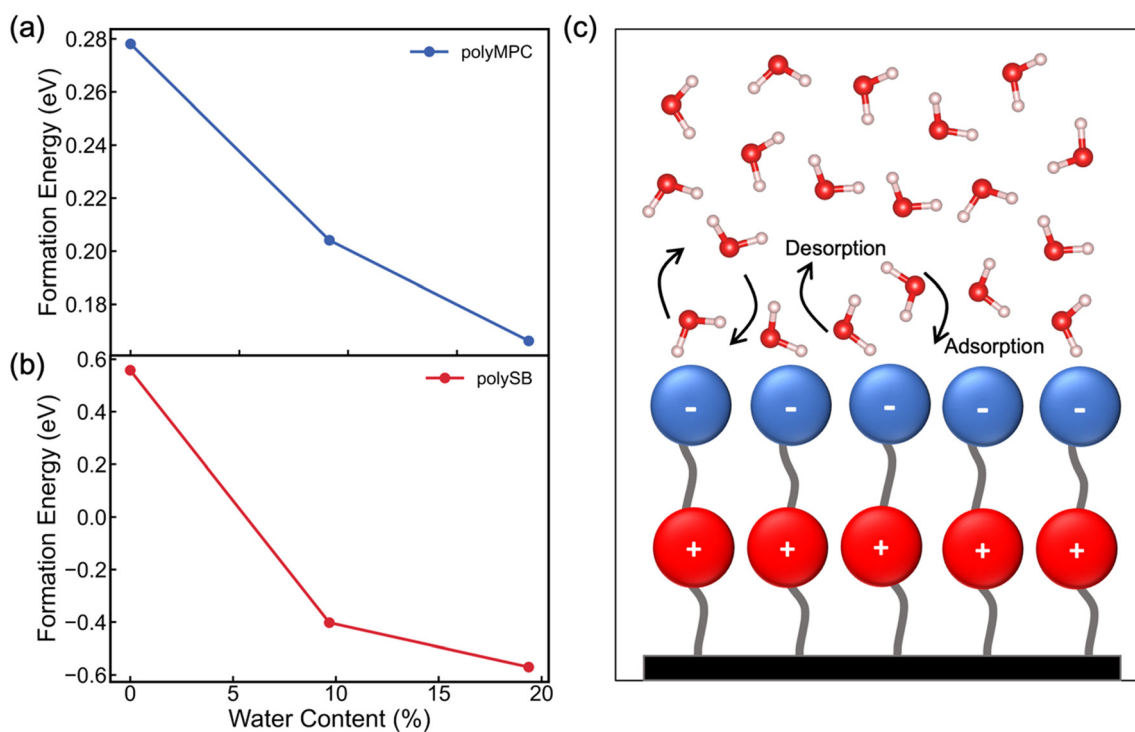 (a)
polyMPC
0.28
0.26
0.24
0.22
0.20
0.18
Formation Energy (eV)
(b)
polySB
0.6
0.4
0.2
0.0
−0.2
−0.4
−0.6
Formation Energy (eV)
0 5 10 15 20
Water Content (%)
(c)
Desorption
Adsorption
- - - - -
+ + + + +